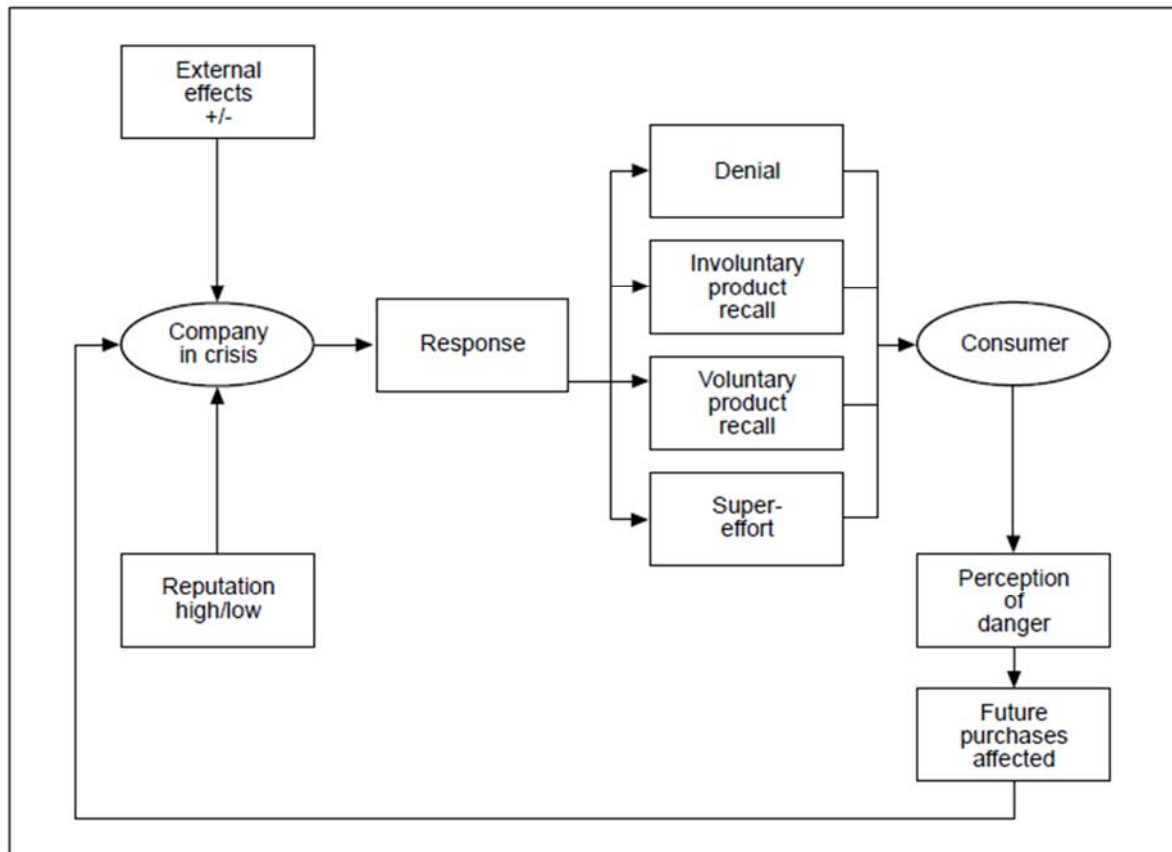 External
effects
+/-
Company
in crisis
Reputation
high/low
Response
Denial
Involuntary
product
recall
Voluntary
product
recall
Super-
effort
Consumer
Perception
of
danger
Future
purchases
affected